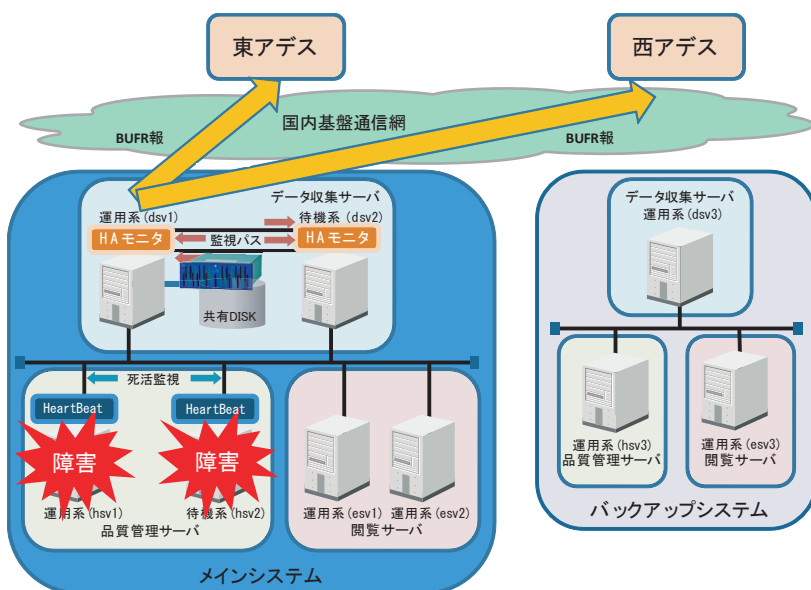 東アデス
西アデス
国内基盤通信網
BUFR報
BUFR報
データ収集サーバ
運用系(dsv1)
待機系(dsv2)
HAモニタ
監視パス
HAモニタ
共有DISK
死活監視
HeartBeat
HeartBeat
障害
障害
運用系(hsv1)
待機系(hsv2)
品質管理サーバ
運用系(esv1)
運用系(esv2)
閲覧サーバ
メインシステム
データ収集サーバ
運用系(dsv3)
運用系(hsv3)
品質管理サーバ
運用系(esv3)
閲覧サーバ
バックアップシステム